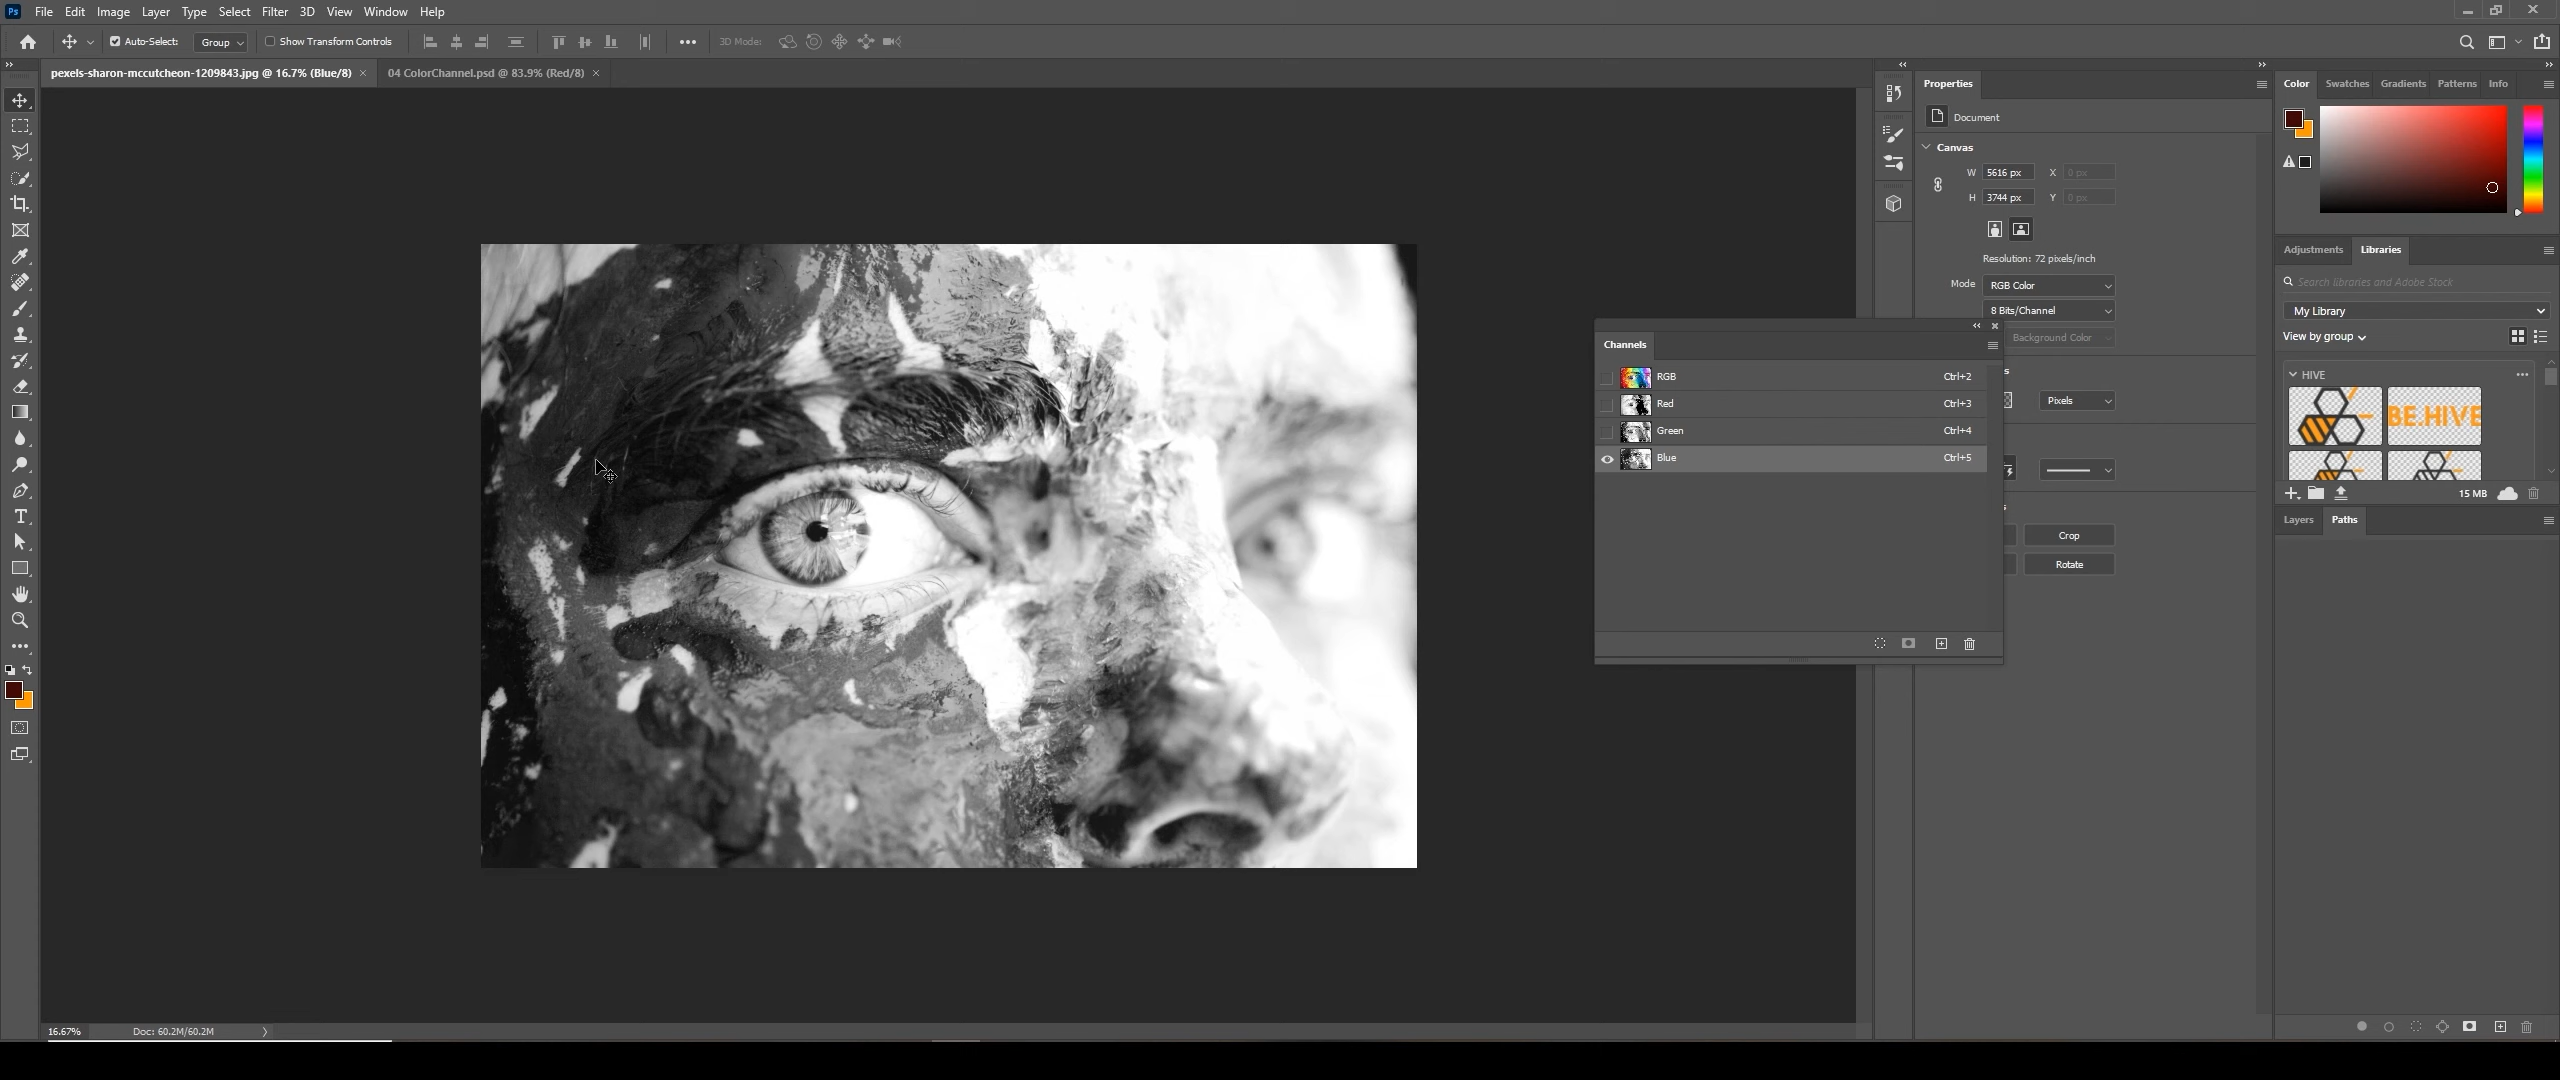 Ps File Edit Image Layer Type Select Filter 3D View Window Help
Auto-Select: Group Show Transform Controls 3D Mode:
pexels-sharon-mccutcheon-1209843.jpg @ 16.7% (Blue/8) × 04 ColorChannel.psd @ 83.9% (Red/8) ×
Properties
Document
Canvas
W 5616 px X 0 px
H 3744 px Y 0 px
Resolution: 72 pixels/inch
Mode RGB Color
8 Bits/Channel
Background Color
s
Pixels
s
Crop
Rotate
Channels
RGB Ctrl+2
Red Ctrl+3
Green Ctrl+4
Blue Ctrl+5
Color Swatches Gradients Patterns Info
Adjustments Libraries
Search libraries and Adobe Stock
My Library
View by group
HIVE
BE.HIVE
15 MB
Layers Paths
16.67% Doc: 60.2M/60.2M